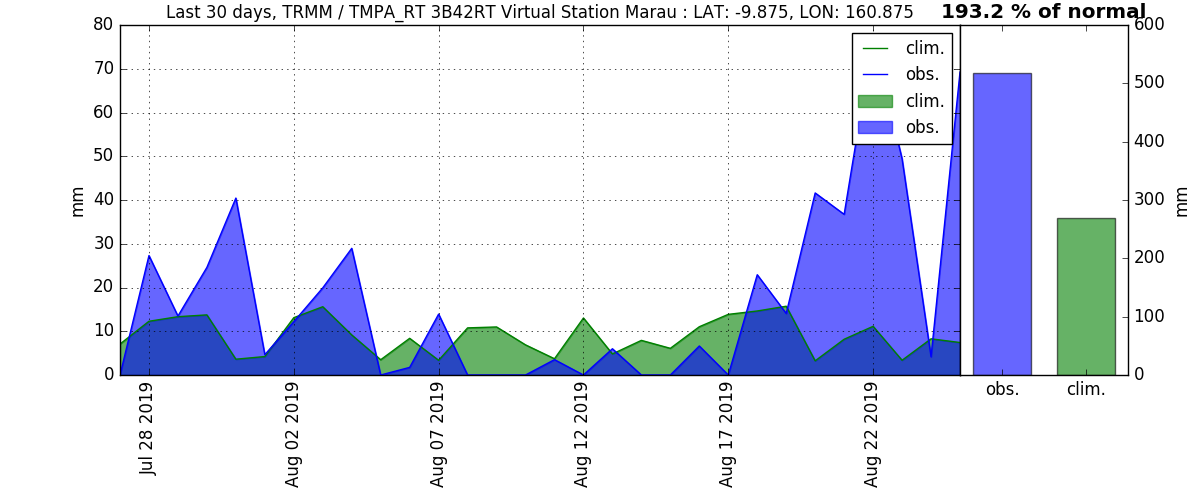 Last 30 days, TRMM / TMPA_RT 3B42RT Virtual Station Marau : LAT: -9.875, LON: 160.875
193.2 % of normal
80
70
60
50
40
30
20
10
0
mm
clim.
obs.
clim.
obs.
Jul 28 2019
Aug 02 2019
Aug 07 2019
Aug 12 2019
Aug 17 2019
Aug 22 2019
600
500
400
300
200
100
0
mm
obs.
clim.